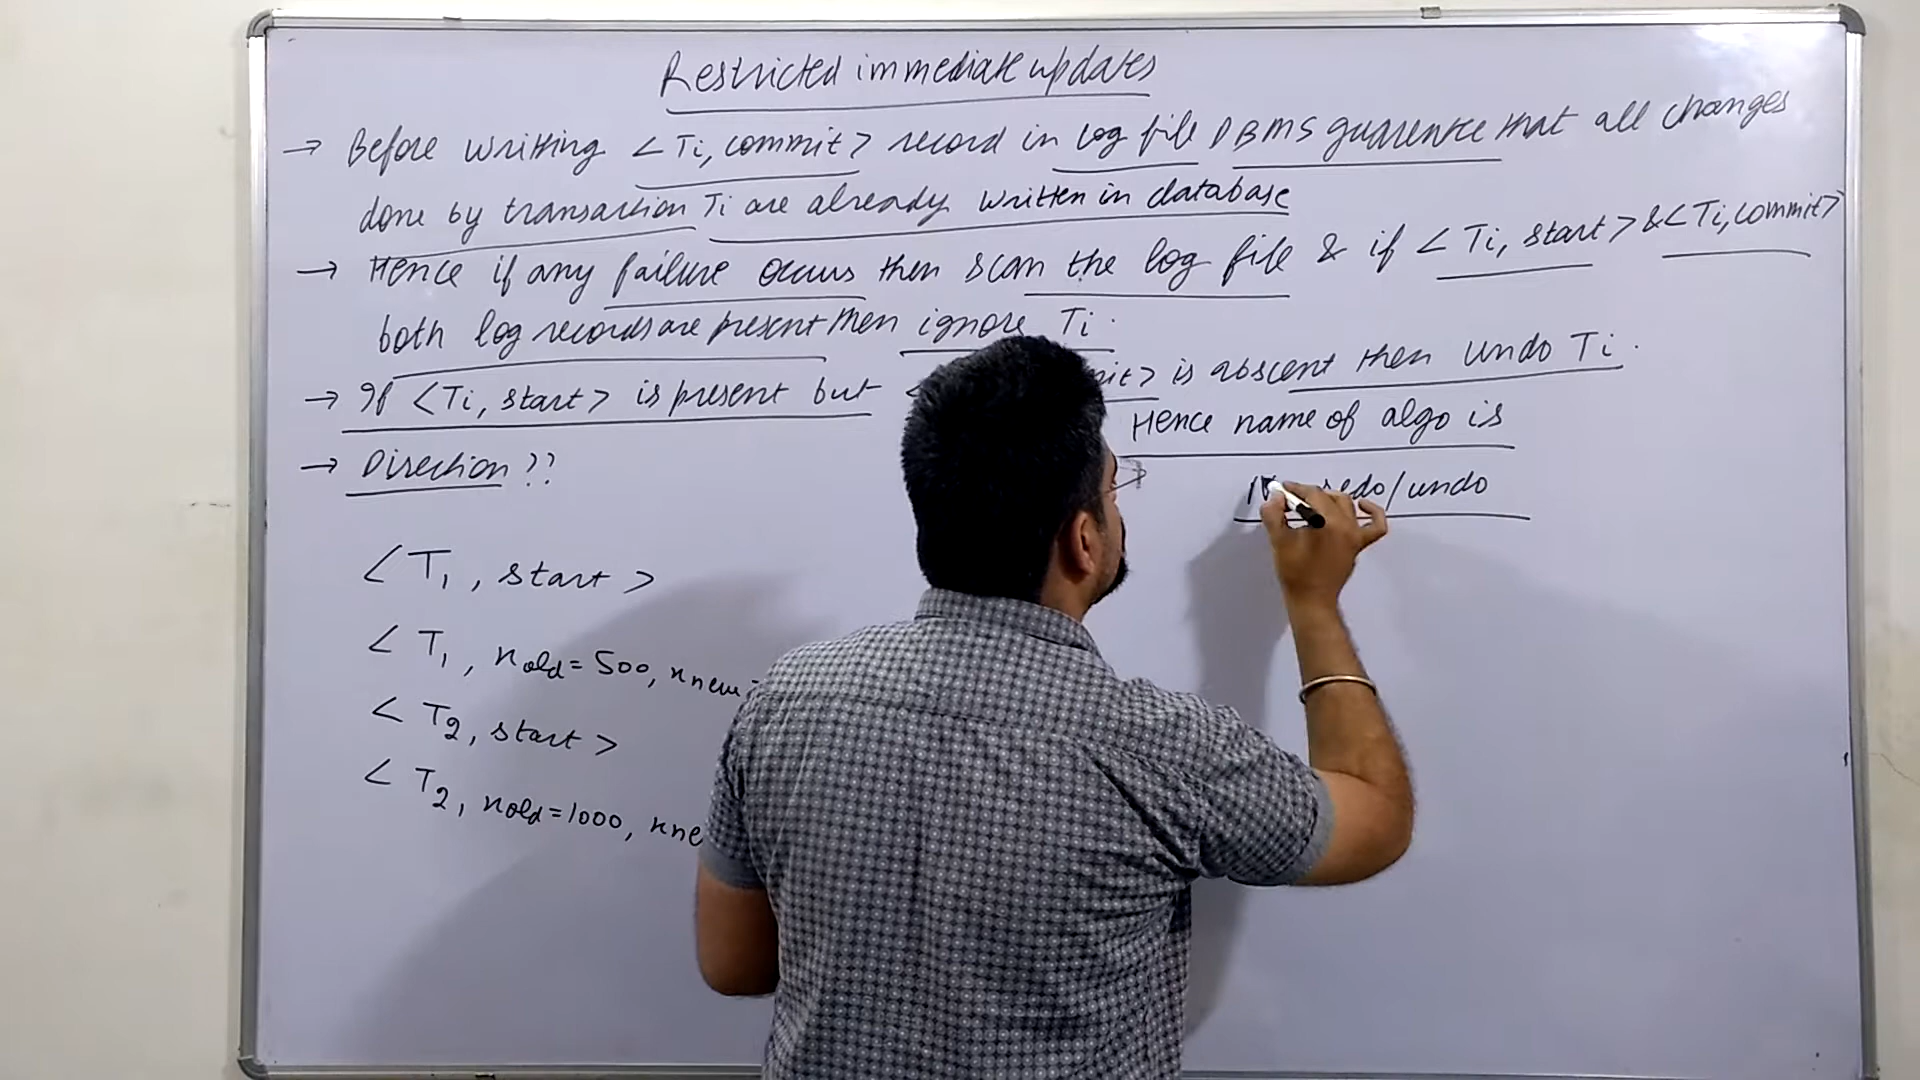 Restricted immediate updates
→ Before writing <Ti, commit> record in log file DBMS guarentee that all changes
done by transaction Ti are already written in database
→ Hence if any failure occurs then scan the log file & if <Ti, start> & <Ti, commit>
both log records are present then ignore Ti.
→ If <Ti, start> is present but < is abscent then undo Ti.
Hence name of algo is
→ Direction??
redo/undo
<T1, start>
<T1, xold=500, xnew=
<T2, start>
<T2, xold=1000,